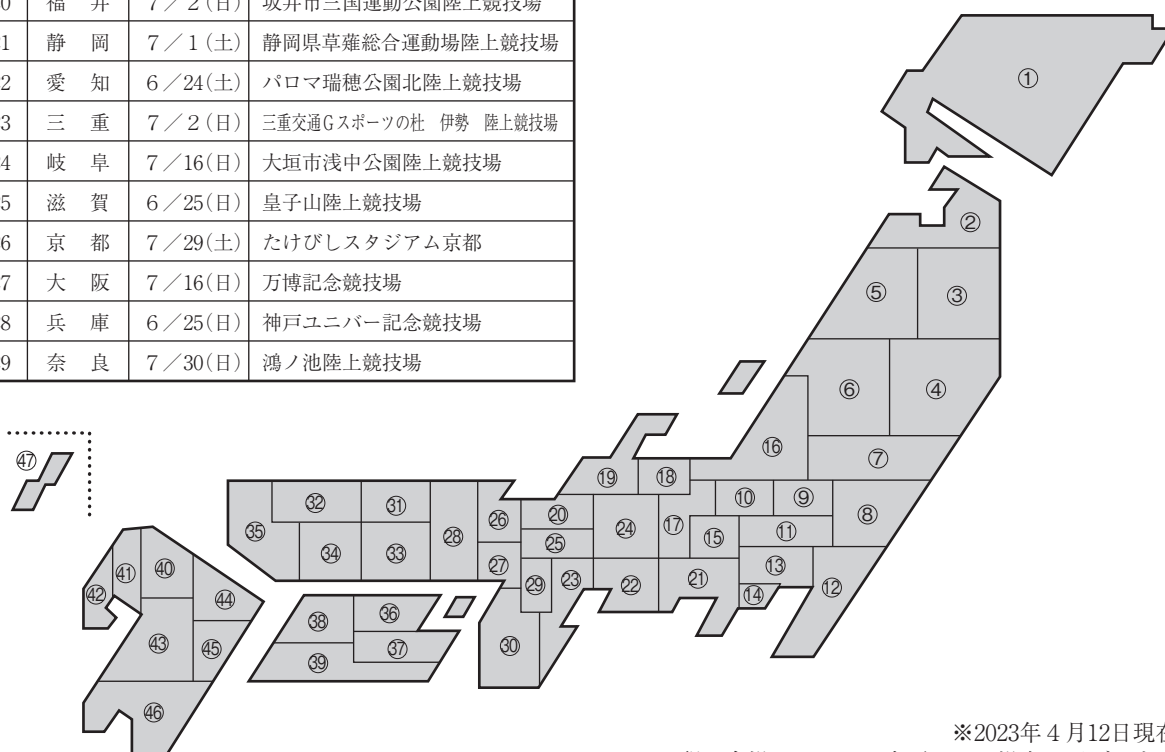 0 福 井 7／2(日) 坂井市三国運動公園陸上競技場
1 静 岡 7／1(土) 静岡県草薙総合運動場陸上競技場
2 愛 知 6／24(土) パロマ瑞穂公園北陸上競技場
3 三 重 7／2(日) 三重交通Gスポーツの杜 伊勢 陸上競技場
4 岐 阜 7／16(日) 大垣市浅中公園陸上競技場
5 滋 賀 6／25(日) 皇子山陸上競技場
6 京 都 7／29(土) たけびしスタジアム京都
7 大 阪 7／16(日) 万博記念競技場
8 兵 庫 6／25(日) 神戸ユニバー記念競技場
9 奈 良 7／30(日) 鴻ノ池陸上競技場
①
②
⑤ ③
⑥ ④
⑯ ⑦
㊼ ⑲ ⑱
⑩ ⑨
㉜ ㉛ ⑳ ⑧
㉟ ㉖ ㉔ ⑰ ⑪
㉞ ㉝ ㉘ ㉕ ⑮
㊶ ㊵ ㉗ ⑬
㊷ ㉙ ㉓ ㉒ ㉑ ⑭ ⑫
㊹ ㊳ ㊱
㊸ ㊺ ㊴ ㊲ ㉚
㊻
※2023年４月12日現在